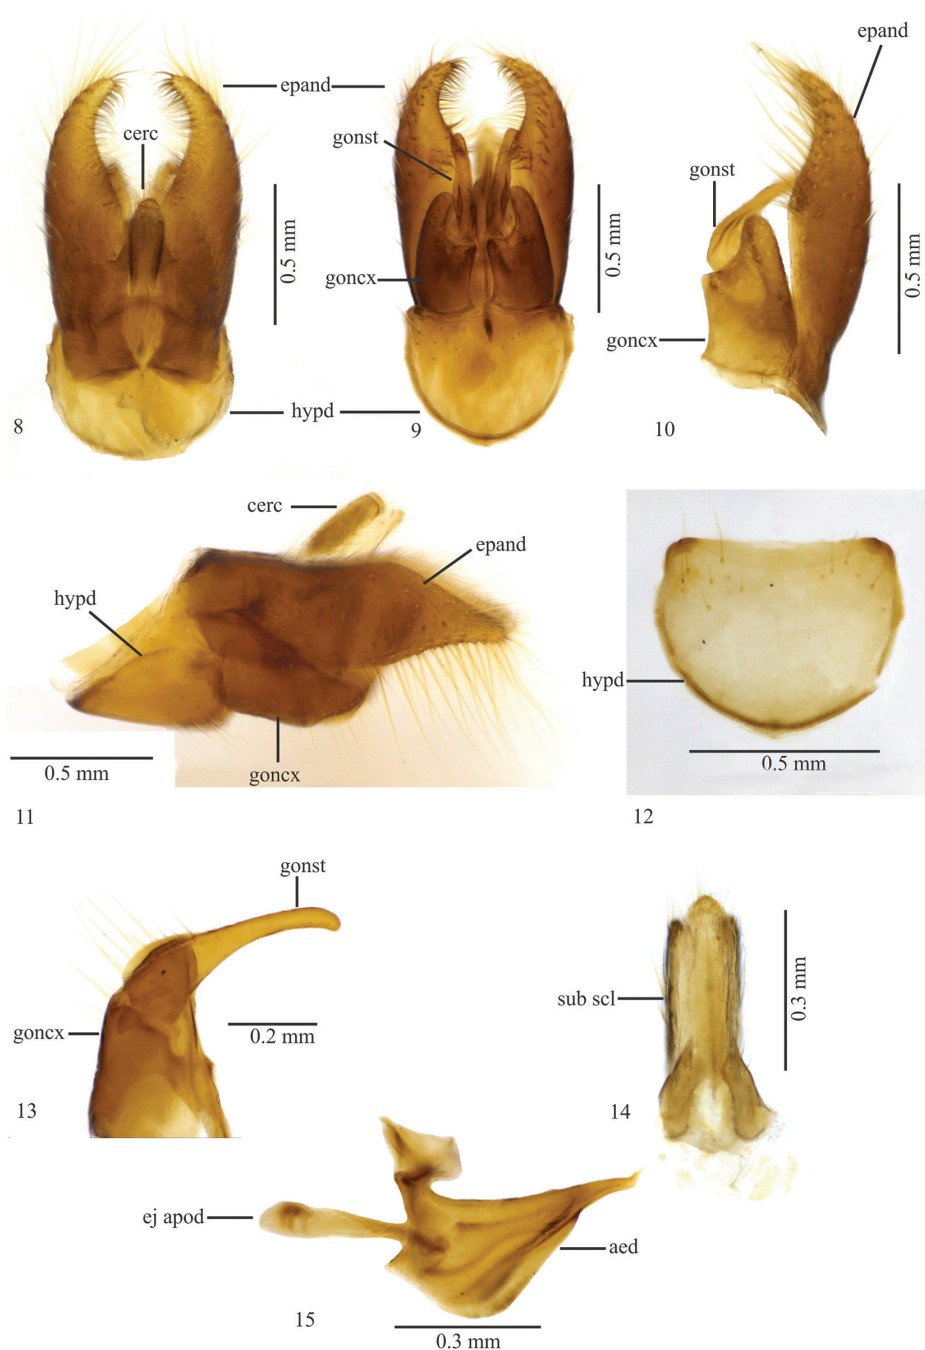 epand
epand
cerc
gonst
gonst
0.5 mm
0.5 mm
0.5 mm
goncx
goncx
hypd
8
9
10
cerc
epand
hypd
hypd
0.5 mm
goncx
0.5 mm
11
12
gonst
sub scl
0.3 mm
goncx
0.2 mm
13
14
ej apod
aed
15
0.3 mm